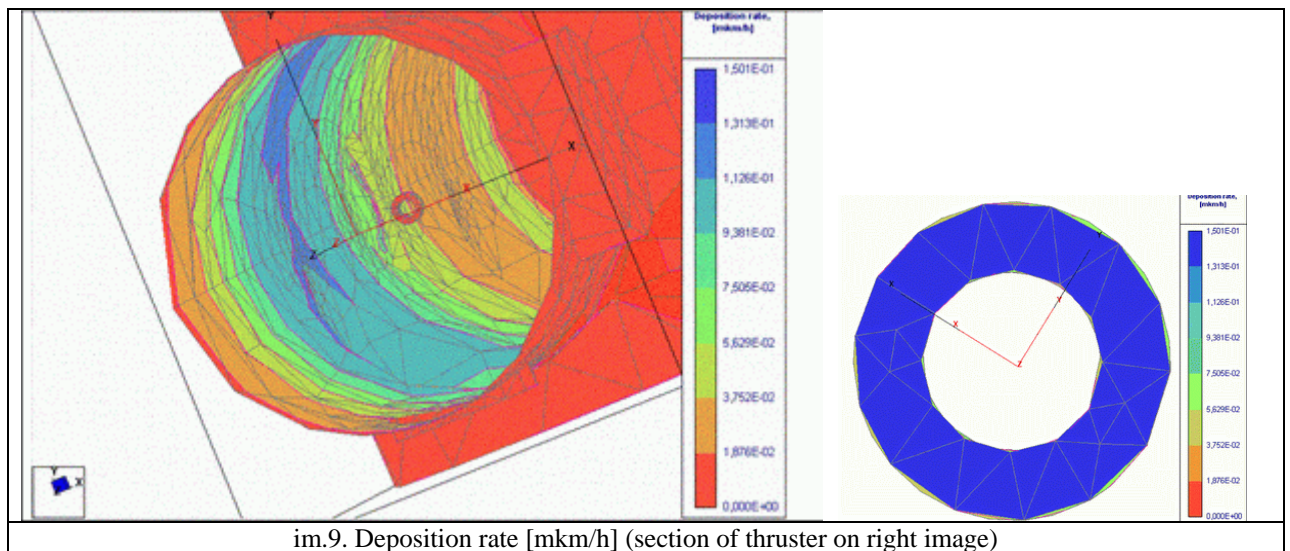 Y
X
Y
X
Z
Z
Deposition rate,
[mkm/h]
1,501E-01
1,313E-01
1,126E-01
9,381E-02
7,505E-02
5,629E-02
3,752E-02
1,876E-02
0,000E+00
Y
X
Deposition rate,
[mkm/h]
1,501E-01
1,313E-01
1,126E-01
9,381E-02
7,505E-02
5,629E-02
3,752E-02
1,876E-02
0,000E+00
Y
X
Y
X
Z
im.9. Deposition rate [mkm/h] (section of thruster on right image)